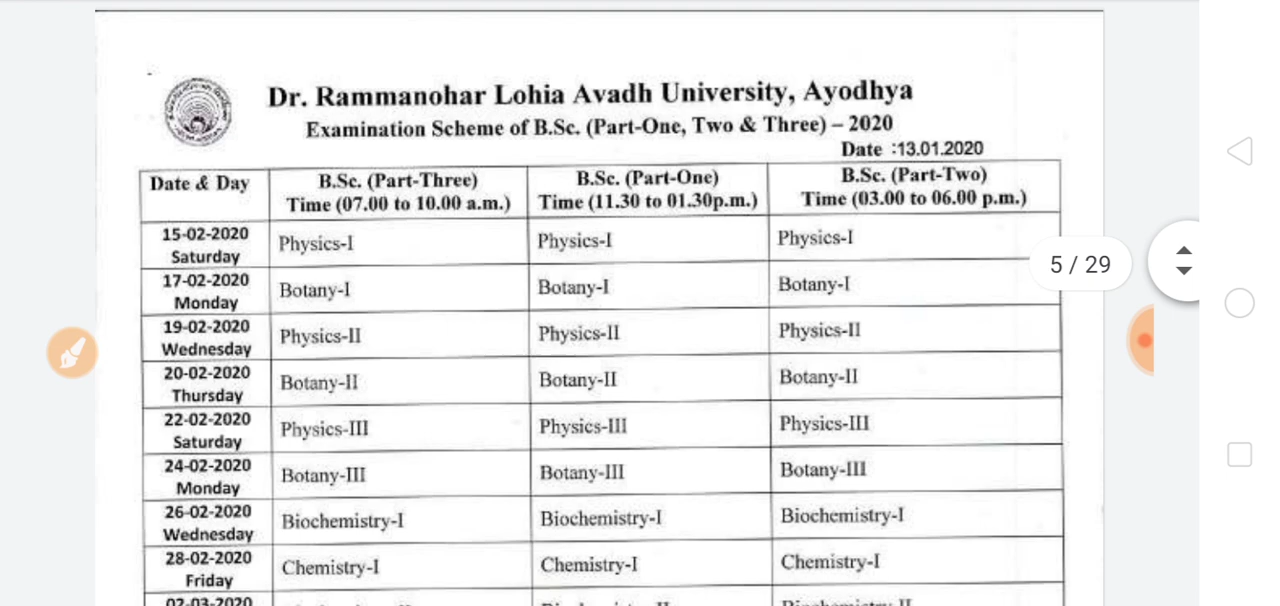 Dr. Rammanohar Lohia Avadh University, Ayodhya
Examination Scheme of B.Sc. (Part-One, Two & Three) – 2020
Date :13.01.2020
Date & Day
B.Sc. (Part-Three)
Time (07.00 to 10.00 a.m.)
B.Sc. (Part-One)
Time (11.30 to 01.30p.m.)
B.Sc. (Part-Two)
Time (03.00 to 06.00 p.m.)
15-02-2020
Saturday
Physics-I
Physics-I
Physics-I
5 / 29
17-02-2020
Monday
Botany-I
Botany-I
Botany-I
19-02-2020
Wednesday
Physics-II
Physics-II
Physics-II
20-02-2020
Thursday
Botany-II
Botany-II
Botany-II
22-02-2020
Saturday
Physics-III
Physics-III
Physics-III
24-02-2020
Monday
Botany-III
Botany-III
Botany-III
26-02-2020
Wednesday
Biochemistry-I
Biochemistry-I
Biochemistry-I
28-02-2020
Friday
Chemistry-I
Chemistry-I
Chemistry-I
02-03-2020